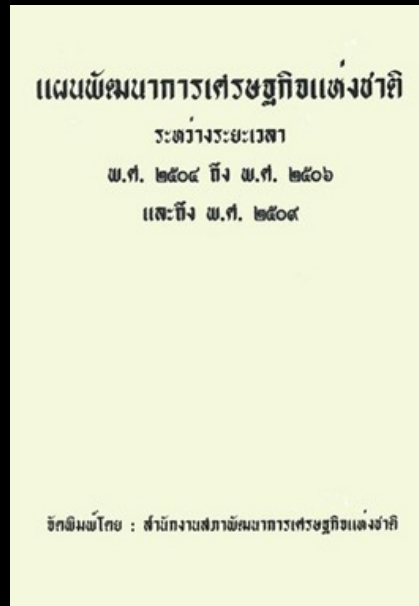 แผนพัฒนาการเศรษฐกิจแห่งชาติ
ระหว่างระยะเวลา
พ.ศ. ๒๕๐๔ ถึง พ.ศ. ๒๕๐๖
และถึง พ.ศ. ๒๕๐๙
จัดพิมพ์โดย : สำนักงานสภาพัฒนาการเศรษฐกิจแห่งชาติ